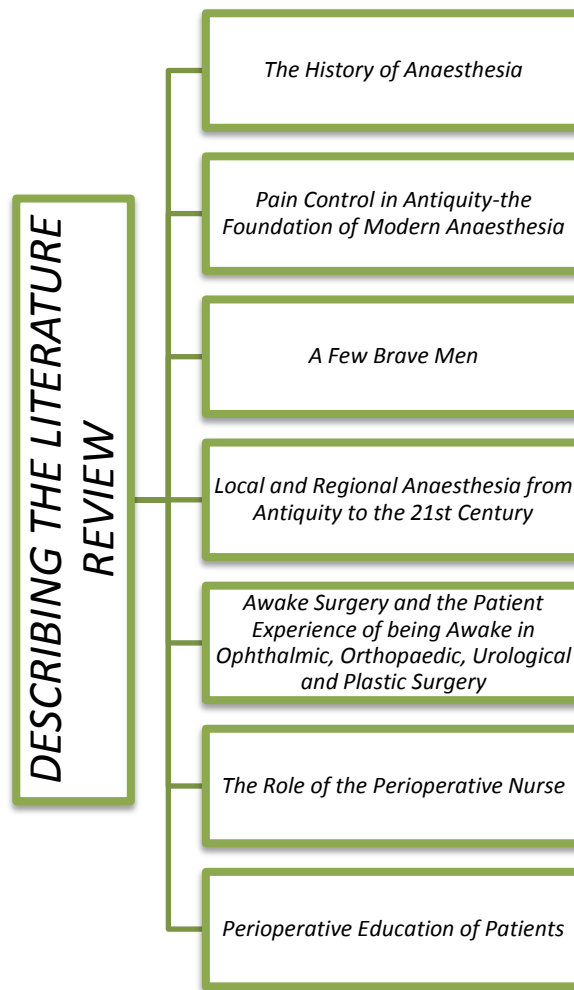 DESCRIBING THE LITERATURE
REVIEW
The History of Anaesthesia
Pain Control in Antiquity-the
Foundation of Modern Anaesthesia
A Few Brave Men
Local and Regional Anaesthesia from
Antiquity to the 21st Century
Awake Surgery and the Patient
Experience of being Awake in
Ophthalmic, Orthopaedic, Urological
and Plastic Surgery
The Role of the Perioperative Nurse
Perioperative Education of Patients